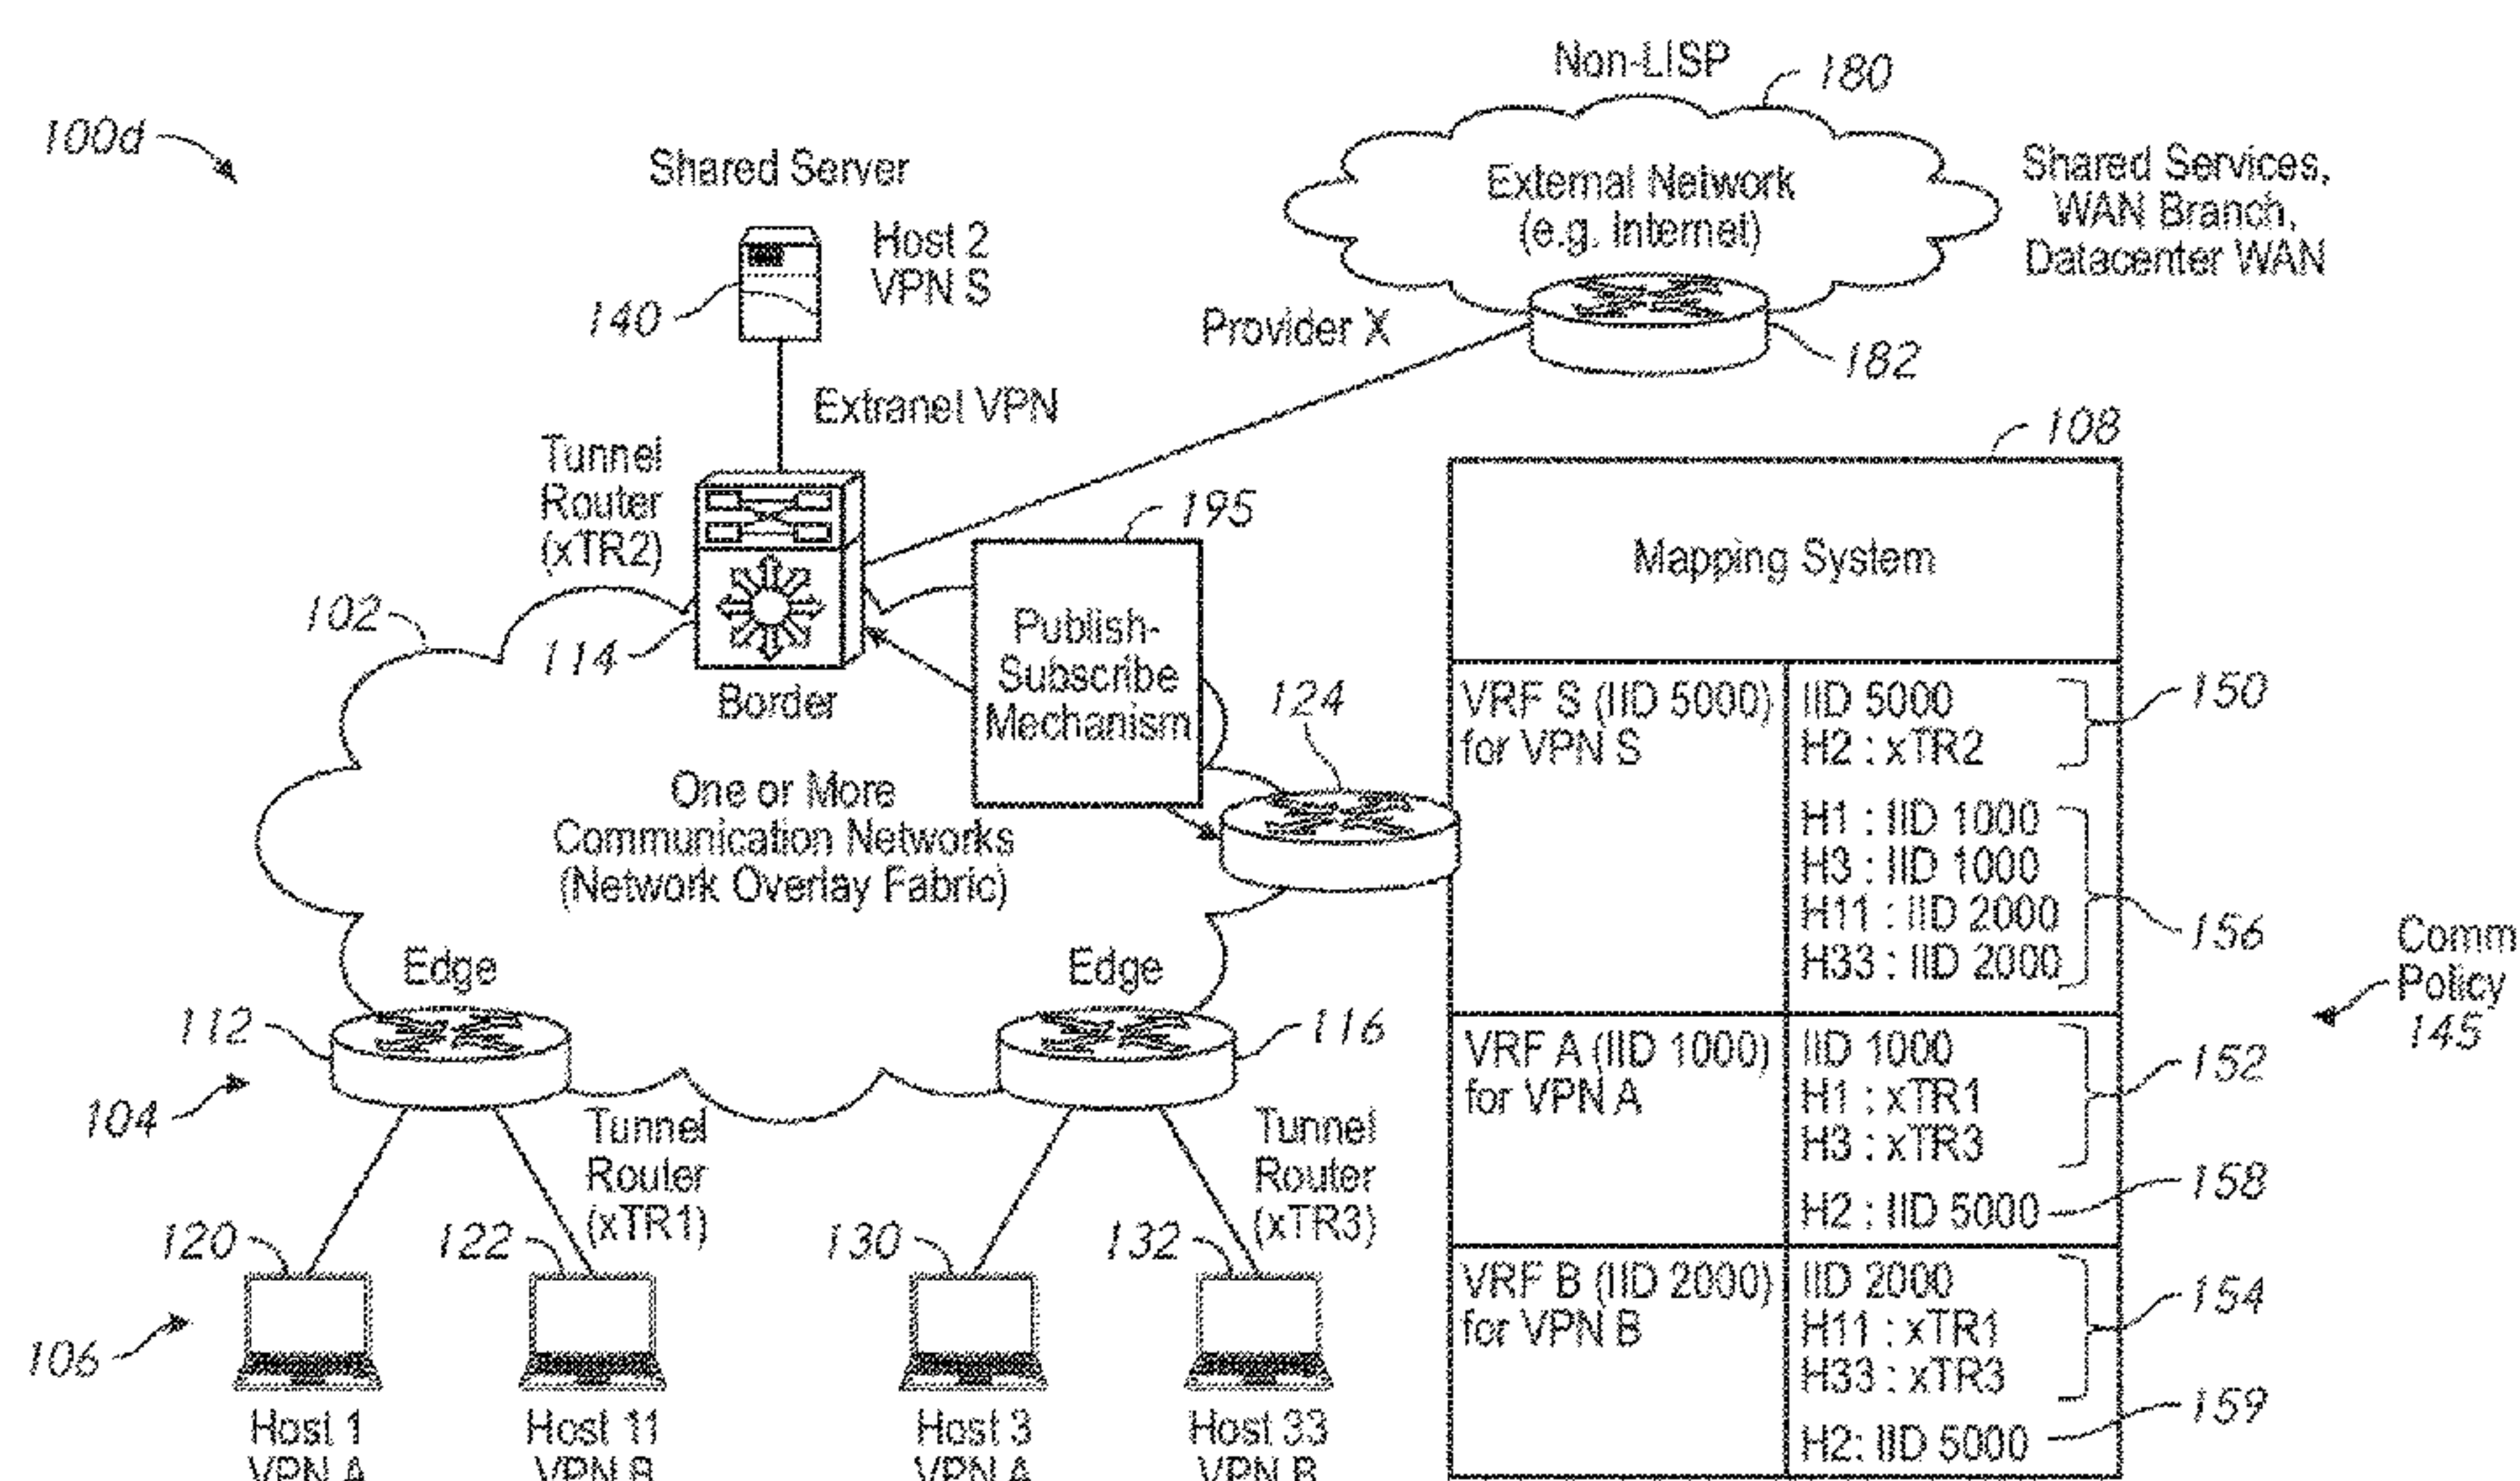 100d
Non-LISP
180
External Network
(e.g. Internet)
Shared Services,
WAN Branch,
Datacenter WAN
Shared Server
Host 2
VPN S
140
Provider X
182
Extranet VPN
Tunnel
Router
(xTR2)
102
114
Border
195
Publish-
Subscribe
Mechanism
124
One or More
Communication Networks
(Network Overlay Fabric)
Edge
112
104
Edge
116
Tunnel
Router
(xTR1)
Tunnel
Router
(xTR3)
120
122
130
132
106
Host 1
VPN A
Host 11
VPN B
Host 3
VPN A
Host 33
VPN B
108
Mapping System
VRF S (IID 5000)
for VPN S
IID 5000
H2 : xTR2
150
H1 : IID 1000
H3 : IID 1000
H11 : IID 2000
H33 : IID 2000
156
VRF A (IID 1000)
for VPN A
IID 1000
H1 : xTR1
H3 : xTR3
152
H2 : IID 5000
158
VRF B (IID 2000)
for VPN B
IID 2000
H11 : xTR1
H33 : xTR3
154
H2: IID 5000
159
Comm
Policy
145